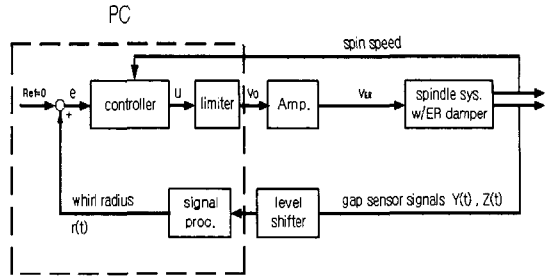 PC
spin speed
Ref=0
e
+
controller
u
limiter
Vo
Amp.
VER
spindle sys.
w/ER damper
whirl radius
r(t)
signal
proc.
level
shifter
gap sensor signals Y(t) , Z(t)